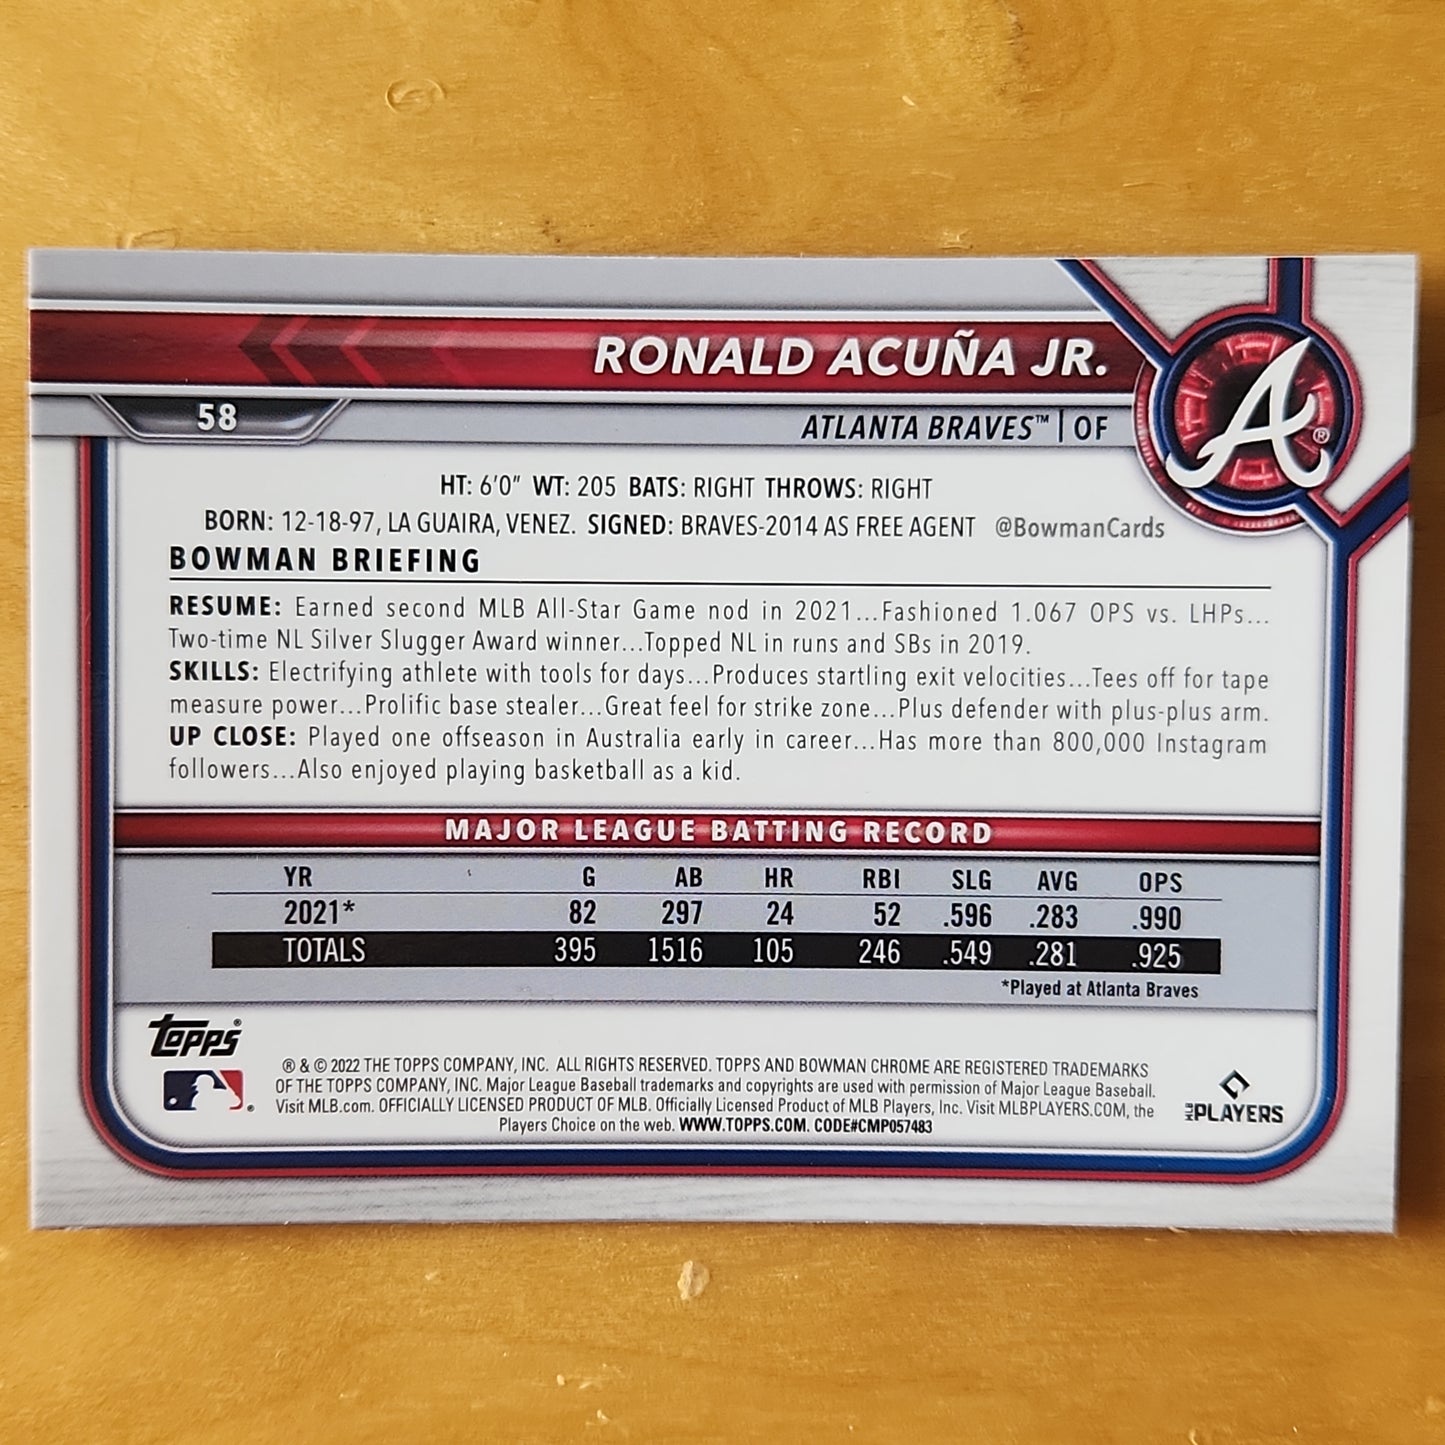 RONALD ACUÑA JR.
58
ATLANTA BRAVES™ | OF
A®
HT: 6'0" WT: 205 BATS: RIGHT THROWS: RIGHT
BORN: 12-18-97, LA GUAIRA, VENEZ. SIGNED: BRAVES-2014 AS FREE AGENT @BowmanCards
BOWMAN BRIEFING
RESUME: Earned second MLB All-Star Game nod in 2021...Fashioned 1.067 OPS vs. LHPs...
Two-time NL Silver Slugger Award winner...Topped NL in runs and SBs in 2019.
SKILLS: Electrifying athlete with tools for days...Produces startling exit velocities...Tees off for tape
measure power...Prolific base stealer...Great feel for strike zone...Plus defender with plus-plus arm.
UP CLOSE: Played one offseason in Australia early in career...Has more than 800,000 Instagram
followers...Also enjoyed playing basketball as a kid.
MAJOR LEAGUE BATTING RECORD
YR G AB HR RBI SLG AVG OPS
2021* 82 297 24 52 .596 .283 .990
TOTALS 395 1516 105 246 .549 .281 .925
*Played at Atlanta Braves
Topps®
® & © 2022 THE TOPPS COMPANY, INC. ALL RIGHTS RESERVED. TOPPS AND BOWMAN CHROME ARE REGISTERED TRADEMARKS
OF THE TOPPS COMPANY, INC. Major League Baseball trademarks and copyrights are used with permission of Major League Baseball.
Visit MLB.com. OFFICIALLY LICENSED PRODUCT OF MLB. Officially Licensed Product of MLB Players, Inc. Visit MLBPLAYERS.COM, the
Players Choice on the web. WWW.TOPPS.COM. CODE#CMP057483
MLB PLAYERS